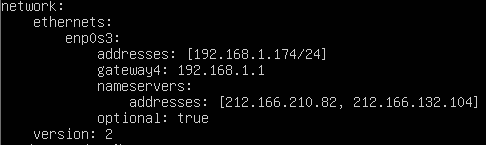 network:
    ethernets:
        enp0s3:
            addresses: [192.168.1.174/24]
            gateway4: 192.168.1.1
            nameservers:
                addresses: [212.166.210.82, 212.166.132.104]
            optional: true
    version: 2